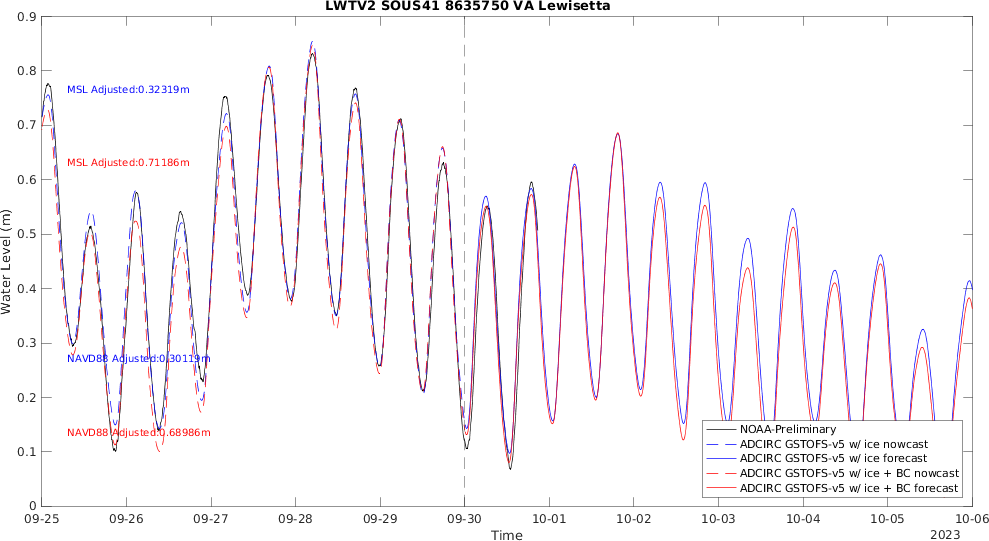 LWTV2 SOUS41 8635750 VA Lewisetta
0.9
0.8
0.7
0.6
0.5
0.4
0.3
0.2
0.1
0
Water Level (m)
MSL Adjusted:0.32319m
MSL Adjusted:0.71186m
NAVD88 Adjusted:0.30119m
NAVD88 Adjusted:0.68986m
NOAA-Preliminary
ADCIRC GSTOFS-v5 w/ ice nowcast
ADCIRC GSTOFS-v5 w/ ice forecast
ADCIRC GSTOFS-v5 w/ ice + BC nowcast
ADCIRC GSTOFS-v5 w/ ice + BC forecast
09-25 09-26 09-27 09-28 09-29 09-30 10-01 10-02 10-03 10-04 10-05 10-06
Time
2023